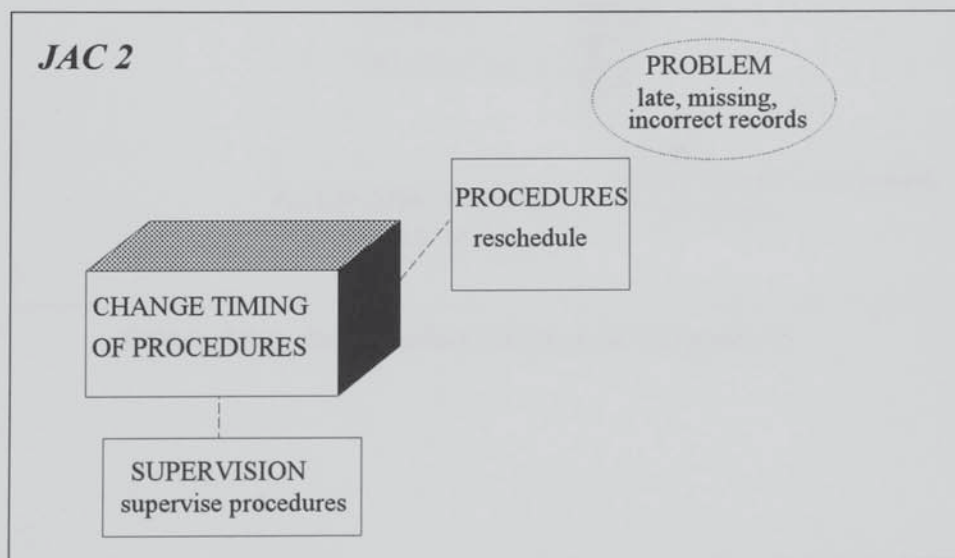 JAC 2
PROBLEM
late, missing,
incorrect records
PROCEDURES
reschedule
CHANGE TIMING
OF PROCEDURES
SUPERVISION
supervise procedures